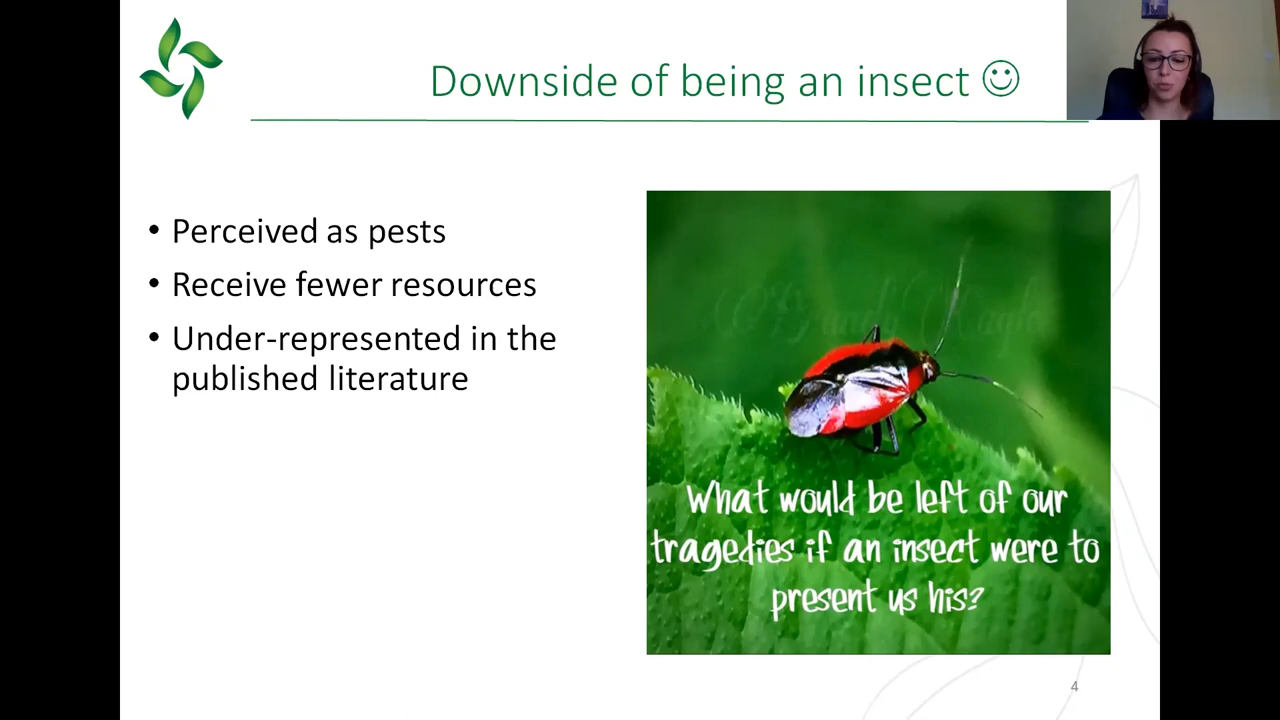 Downside of being an insect ☺
• Perceived as pests
• Receive fewer resources
• Under-represented in the
published literature
What would be left of our
tragedies if an insect were to
present us his?
4